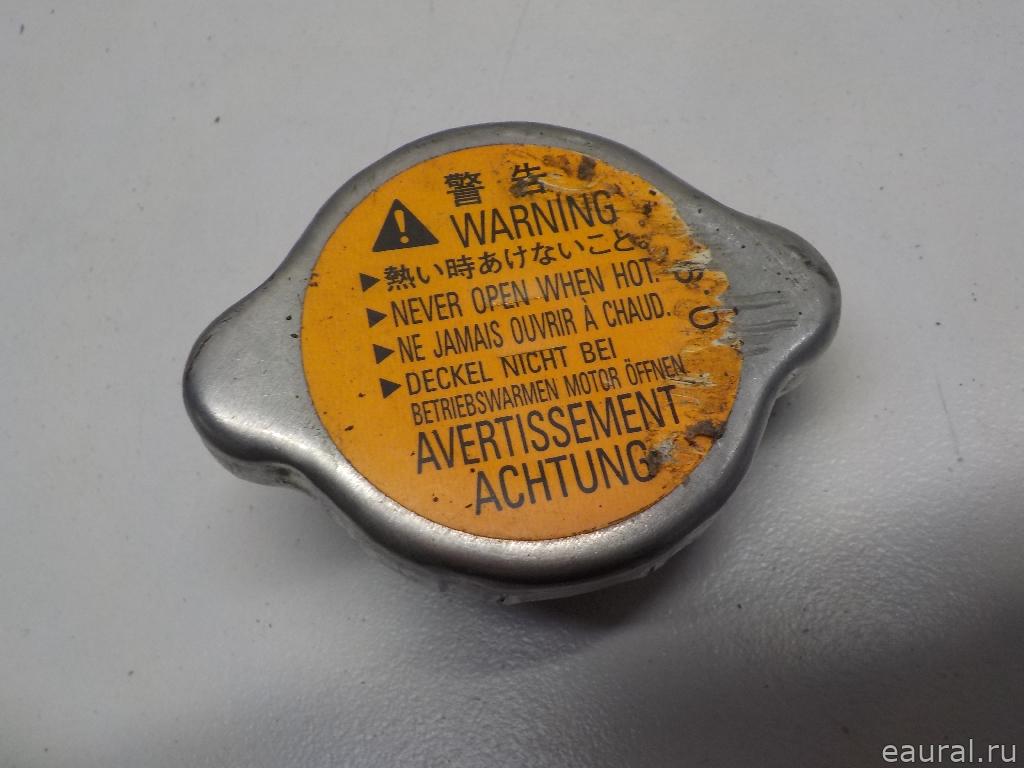 警告
WARNING
▶熱い時あけないこと。
▶NEVER OPEN WHEN HOT.
▶NE JAMAIS OUVRIR À CHAUD.
▶DECKEL NICHT BEI
BETRIEBSWARMEN MOTOR ÖFFNEN
AVERTISSEMENT
ACHTUNG
eaural.ru